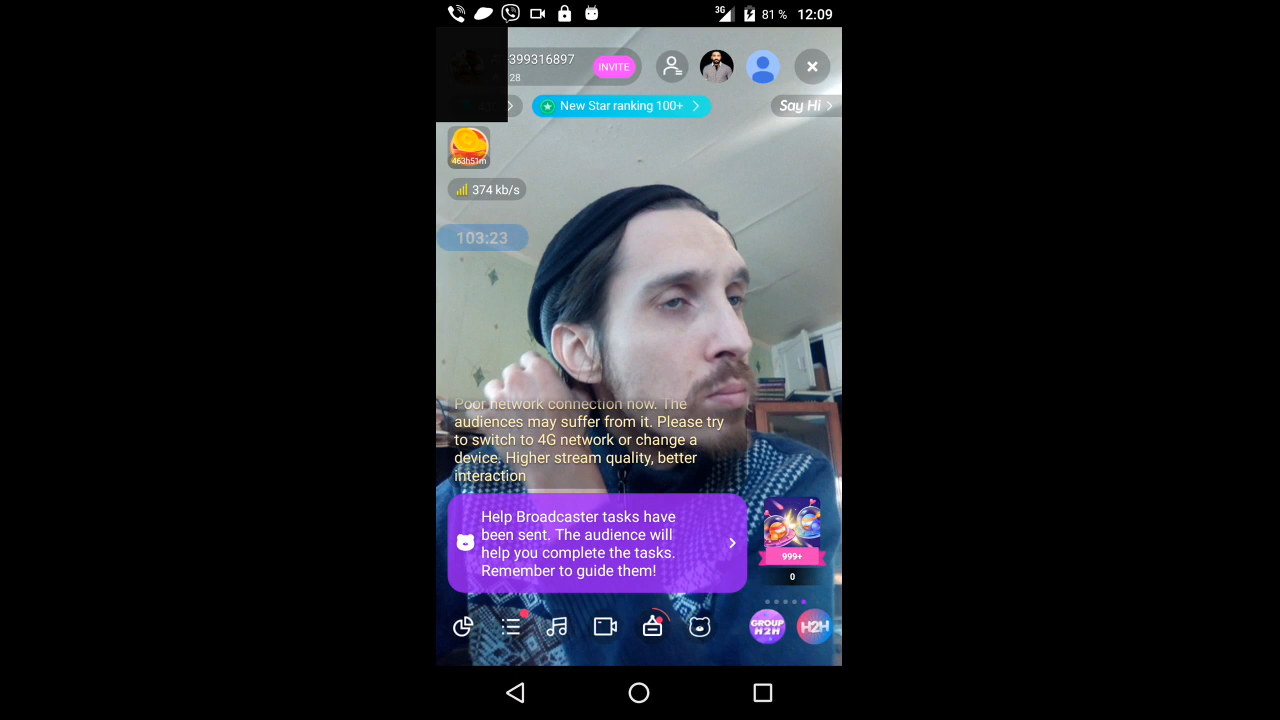 3G 81 % 12:09
399316897
INVITE
28
New Star ranking 100+
Say Hi
463h51m
374 kb/s
103:23
Poor network connection now. The
audiences may suffer from it. Please try
to switch to 4G network or change a
device. Higher stream quality, better
interaction
Help Broadcaster tasks have
been sent. The audience will
help you complete the tasks.
Remember to guide them!
999+
0
GROUP
H2H
H2H